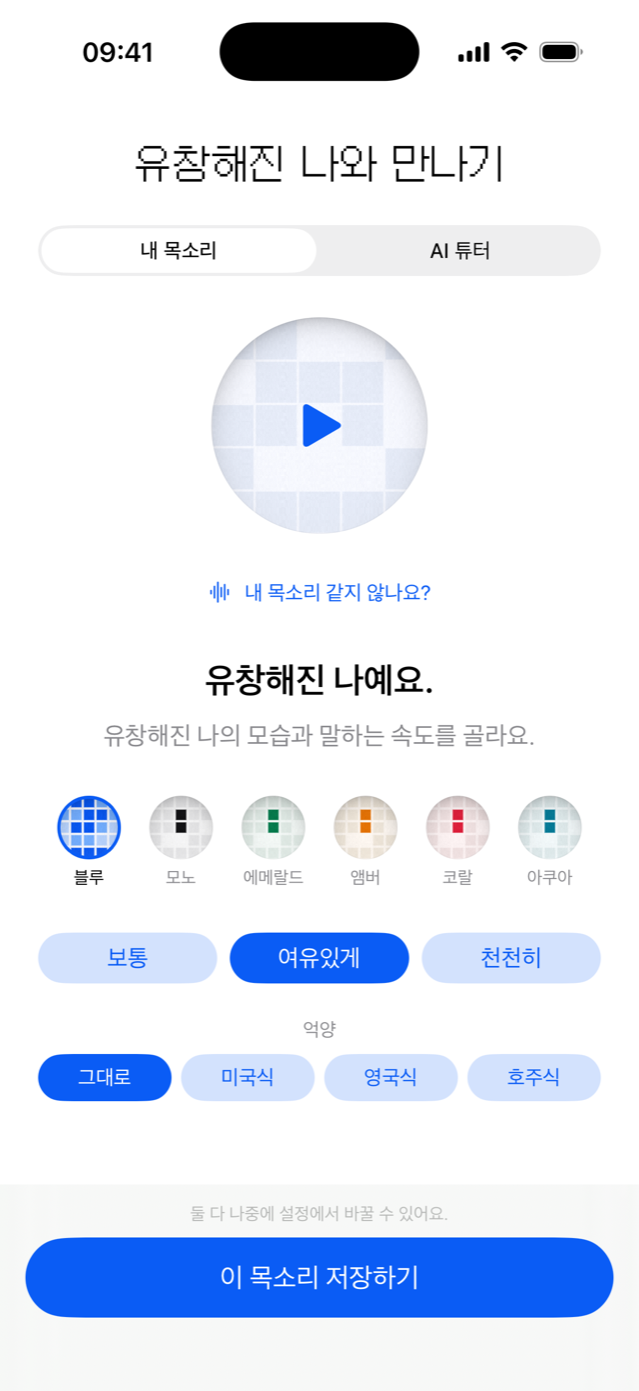 09:41
유창해진 나와 만나기
내 목소리
AI 튜터
내 목소리 같지 않나요?
유창해진 나예요.
유창해진 나의 모습과 말하는 속도를 골라요.
블루
모노
에메랄드
앰버
코랄
아쿠아
보통
여유있게
천천히
억양
그대로
미국식
영국식
호주식
둘 다 나중에 설정에서 바꿀 수 있어요.
이 목소리 저장하기